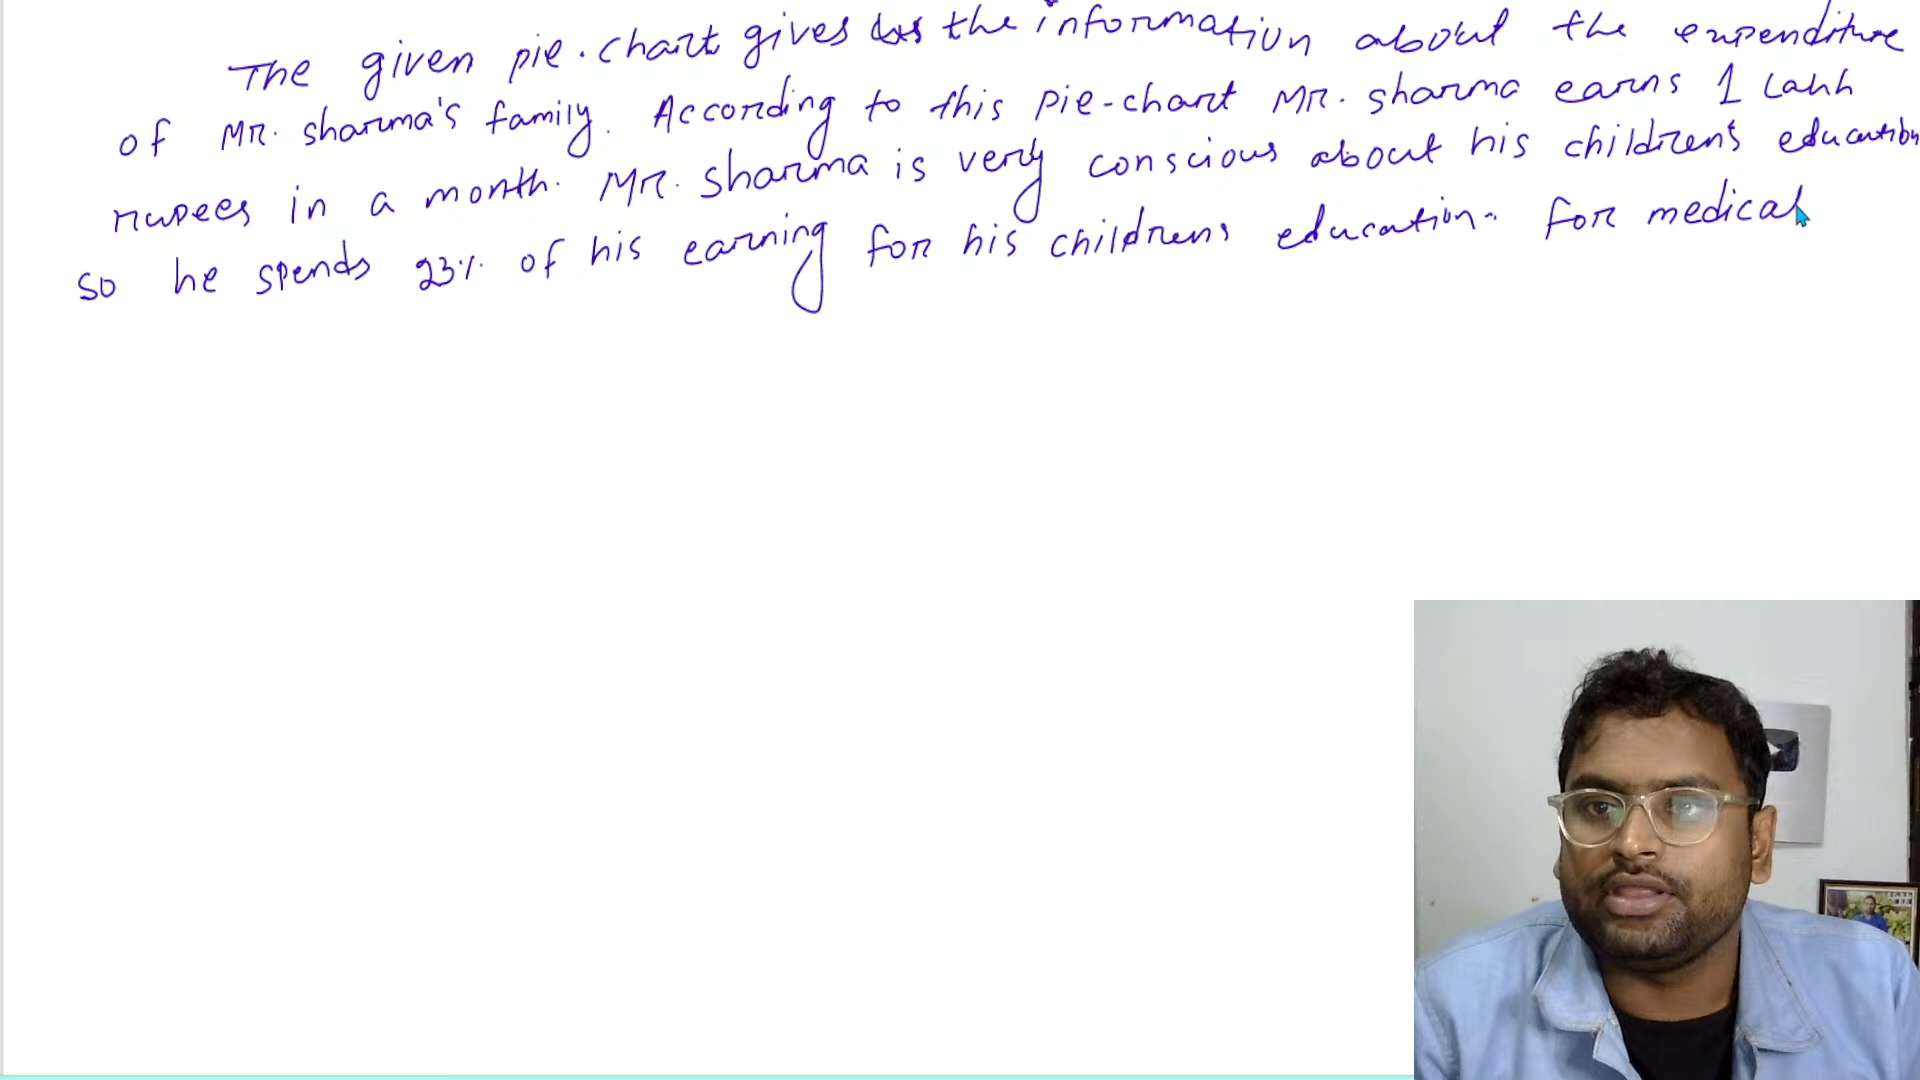 The given pie-chart gives us the information about the expenditure
of MR. sharma's family. According to this pie-chart MR. sharma earns 1 Lakh
rupees in a month. MR. sharma is very conscious about his children's education
so he spends 23% of his earning for his childrens education. For medical